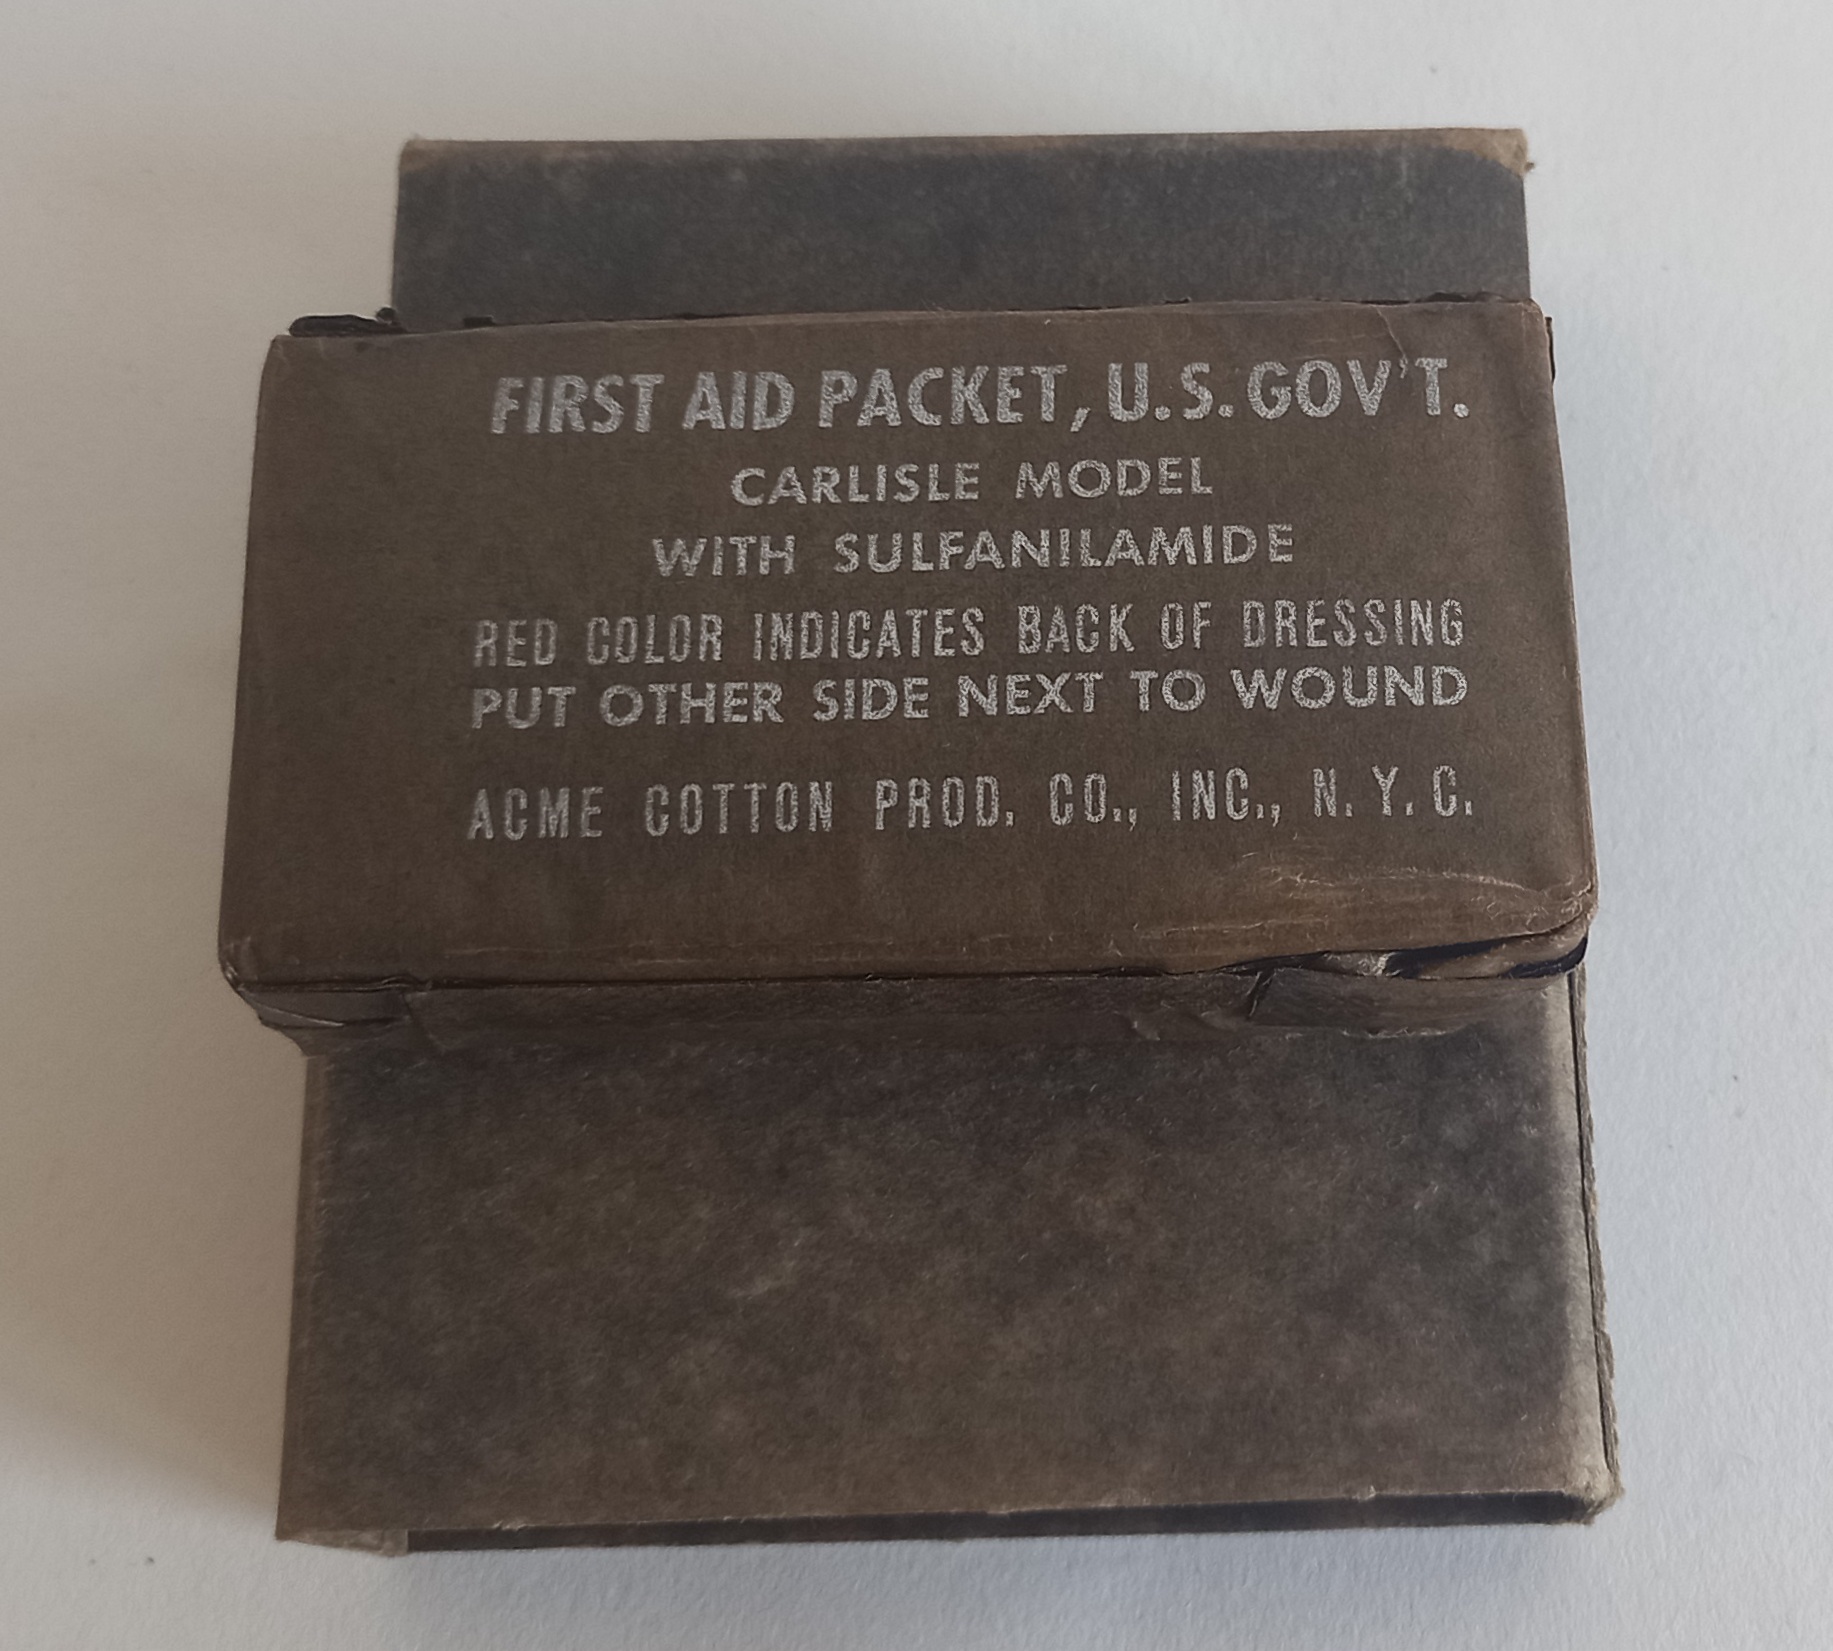 FIRST AID PACKET, U.S. GOV'T.
CARLISLE MODEL
WITH SULFANILAMIDE
RED COLOR INDICATES BACK OF DRESSING
PUT OTHER SIDE NEXT TO WOUND
ACME COTTON PROD. CO., INC., N. Y. C.